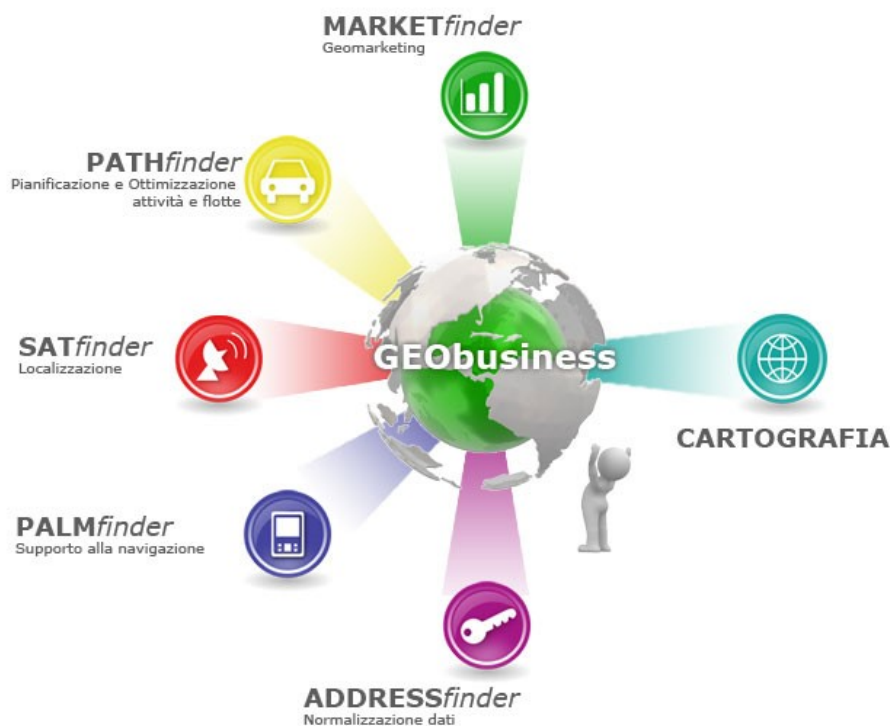 MARKETfinder
Geomarketing
PATHfinder
Pianificazione e Ottimizzazione
attività e flotte
SATfinder
Localizzazione
GEObusiness
CARTOGRAFIA
PALMfinder
Supporto alla navigazione
ADDRESSfinder
Normalizzazione dati